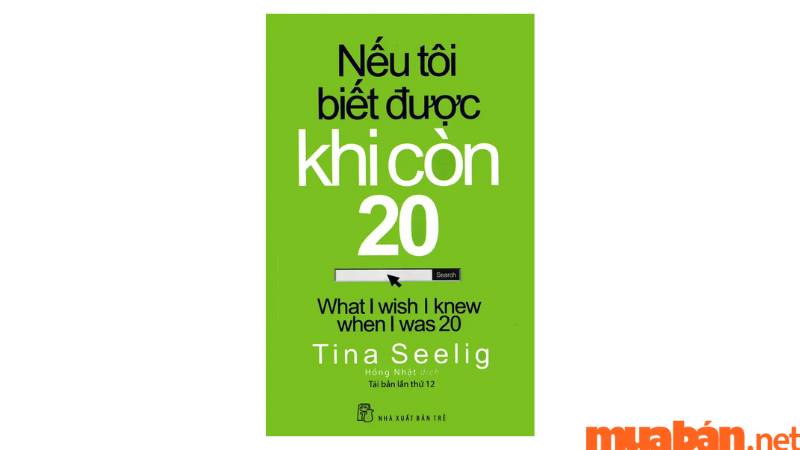 Nếu tôi
biết được
khi còn
20
Search
What I wish I knew
when I was 20
Tina Seelig
Hồng Nhật dịch
Tái bản lần thứ 12
NHÀ XUẤT BẢN TRẺ
muabán.net